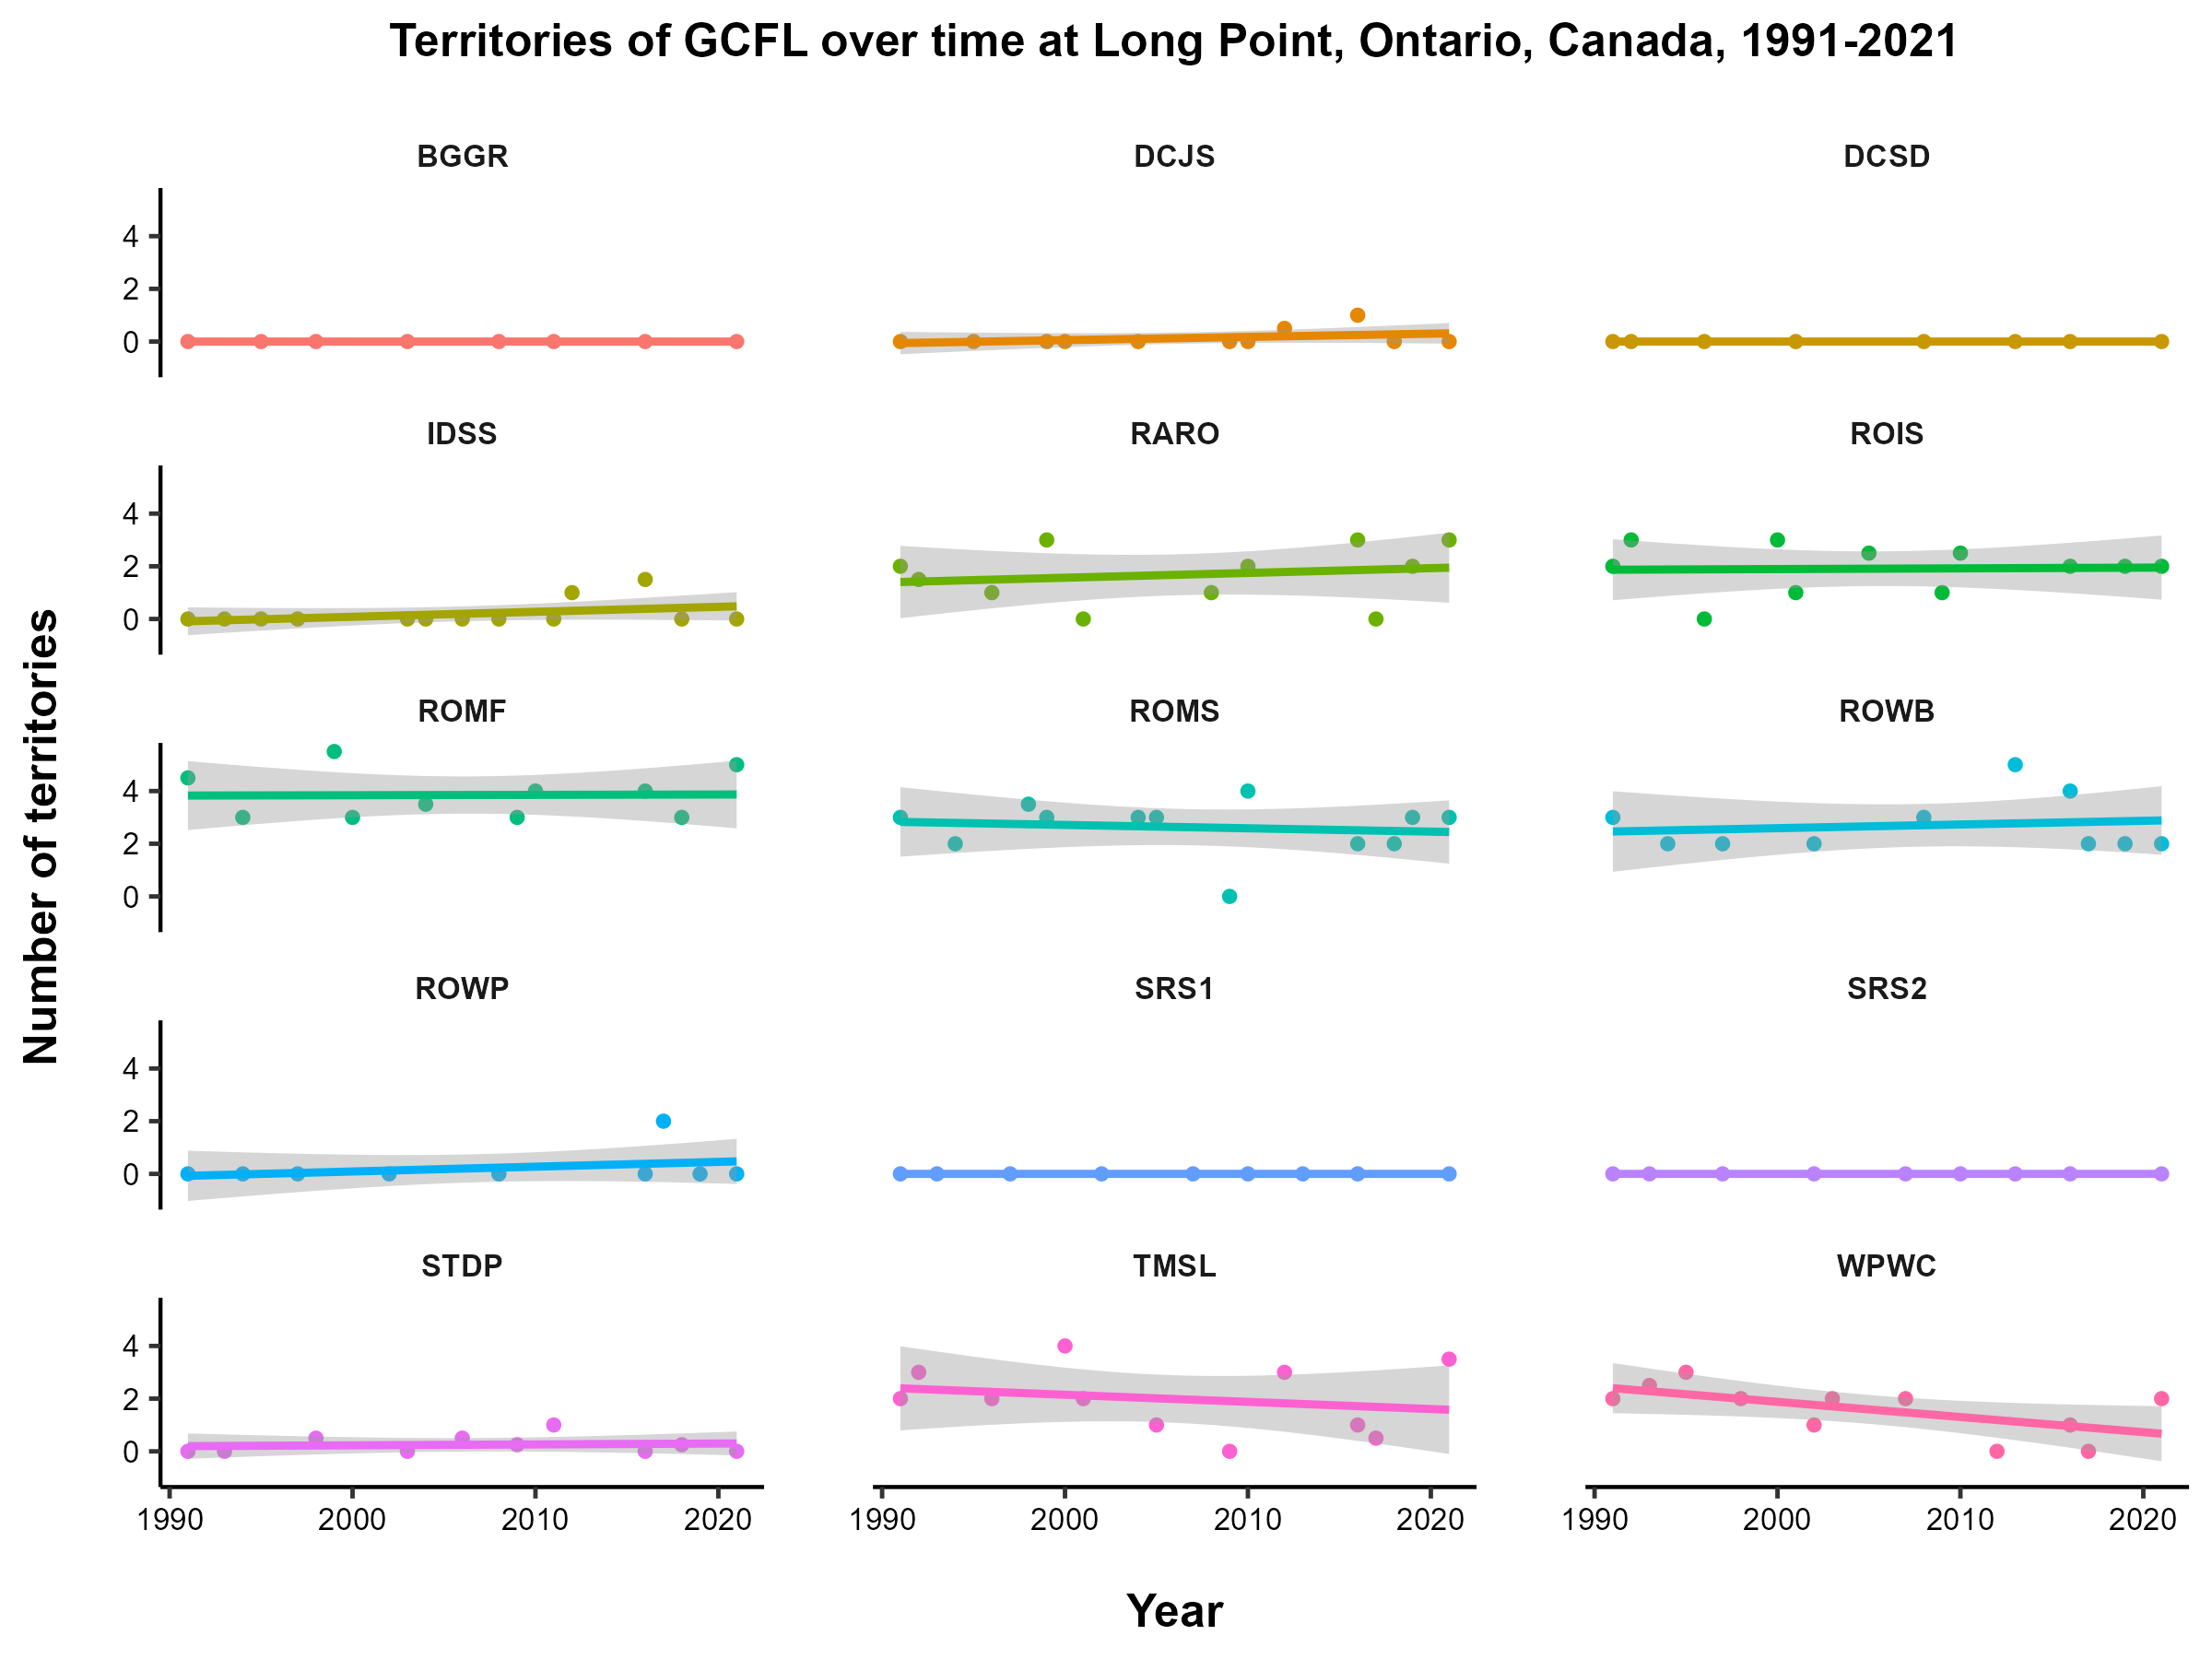 Territories of GCFL over time at Long Point, Ontario, Canada, 1991-2021
BGGR
DCJS
DCSD
4
2
0
IDSS
RARO
ROIS
4
2
0
ROMF
ROMS
ROWB
4
2
0
ROWP
SRS1
SRS2
4
2
0
STDP
TMSL
WPWC
4
2
0
1990 2000 2010 2020
1990 2000 2010 2020
1990 2000 2010 2020
Number of territories
Year